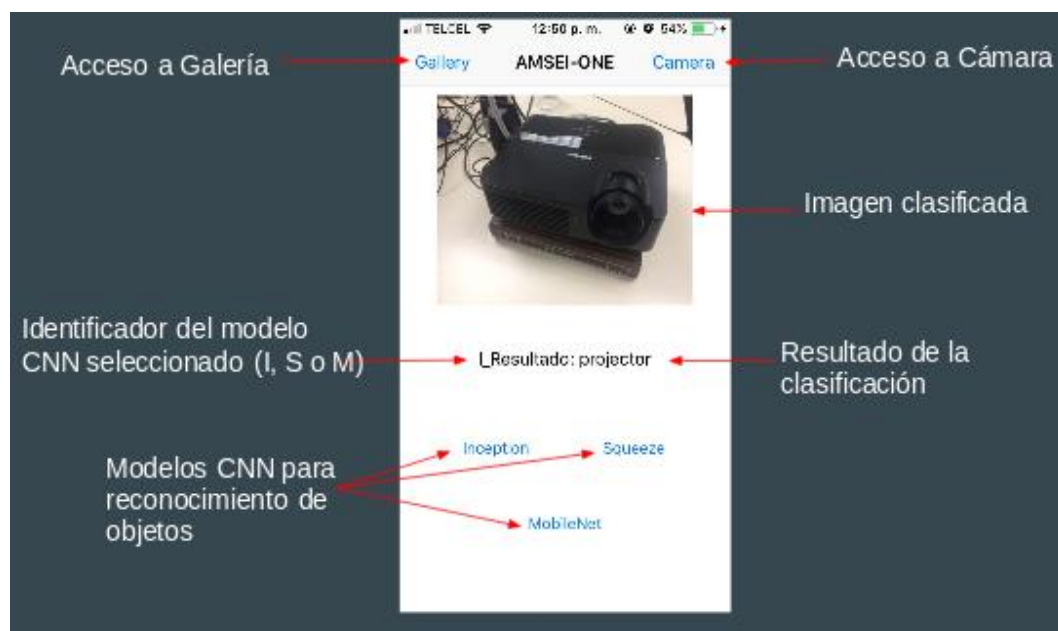 TELCEL 12:50 p. m. 54%
Acceso a Galería
Gallery AMSEI-ONE Camera
Acceso a Cámara
Imagen clasificada
Identificador del modelo
CNN seleccionado (I, S o M)
I_Resultado: projector
Resultado de la
clasificación
Inception Squeeze
Modelos CNN para
reconocimiento de
objetos
MobileNet